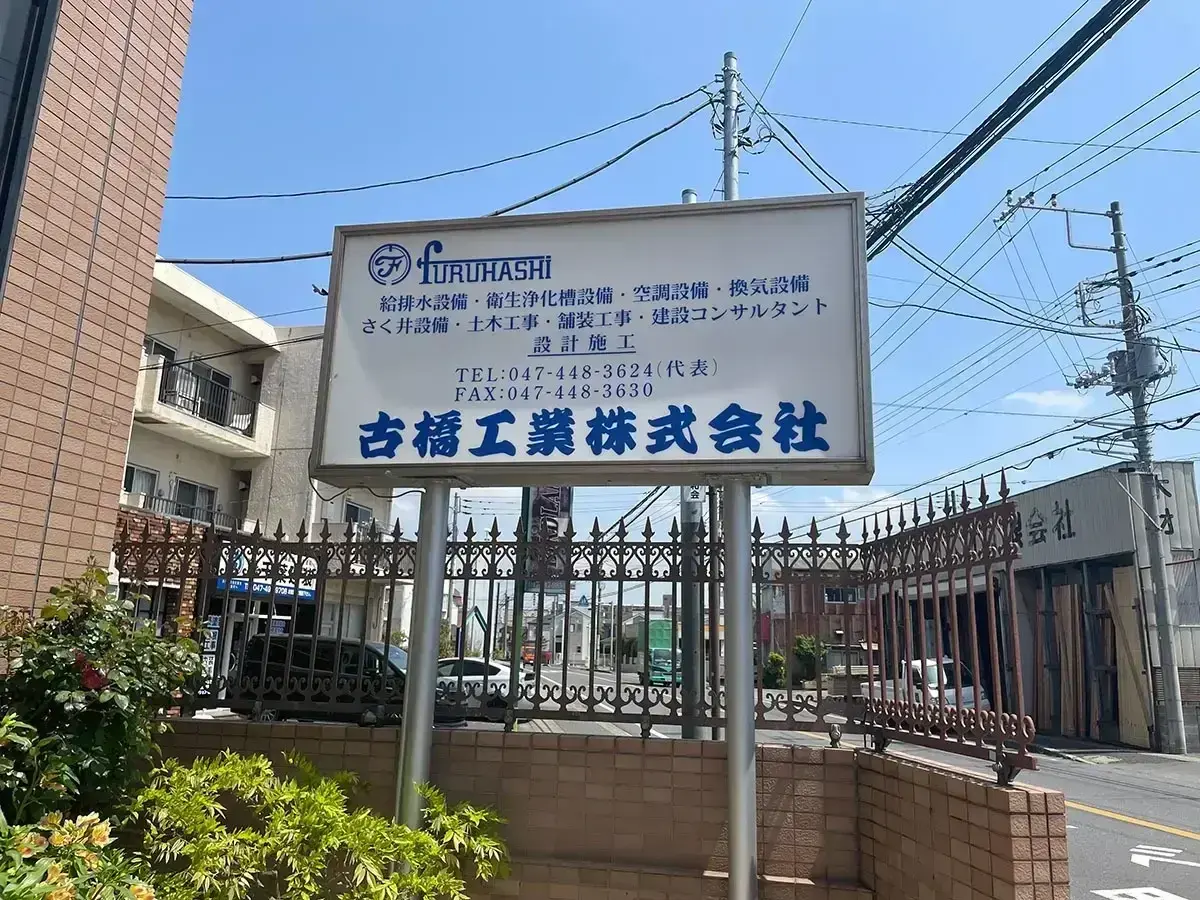 FURUHASHI
給排水設備・衛生浄化槽設備・空調設備・換気設備
さく井設備・土木工事・舗装工事・建設コンサルタント
設計施工
TEL:047-448-3624(代表)
FAX:047-448-3630
古橋工業株式会社
会社